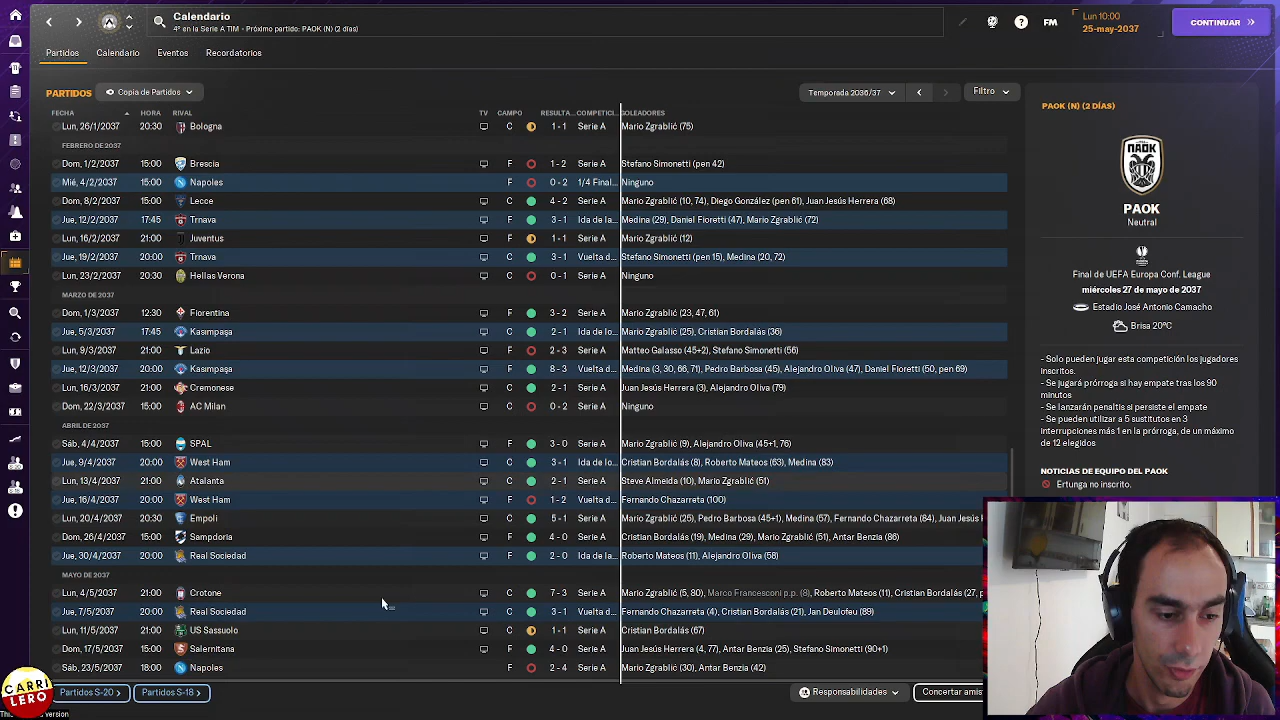 Calendario
4º en la Serie A TIM - Próximo partido: PAOK (N) (2 días)
FM
Lun 10:00
25-may-2037
CONTINUAR
Partidos Calendario Eventos Recordatorios
PARTIDOS Copia de Partidos Temporada 2036/37 Filtro
FECHA HORA RIVAL TV CAMPO RESULTA... COMPETICI... GOLEADORES
Lun, 26/1/2037 20:30 Bologna C 1 - 1 Serie A Mario Zgrablić (75)
FEBRERO DE 2037
Dom, 1/2/2037 15:00 Brescia F 1 - 2 Serie A Stefano Simonetti (pen 42)
Mié, 4/2/2037 15:00 Napoles F 0 - 2 1/4 Final... Ninguno
Dom, 8/2/2037 15:00 Lecce C 4 - 2 Serie A Mario Zgrablić (10, 74), Diego González (pen 61), Juan Jesús Herrera (68)
Jue, 12/2/2037 17:45 Trnava F 3 - 1 Ida de la... Medina (29), Daniel Fioretti (47), Mario Zgrablić (72)
Lun, 16/2/2037 21:00 Juventus F 1 - 1 Serie A Mario Zgrablić (12)
Jue, 19/2/2037 20:00 Trnava C 3 - 1 Vuelta d... Stefano Simonetti (pen 15), Medina (20, 72)
Lun, 23/2/2037 20:30 Hellas Verona C 0 - 1 Serie A Ninguno
MARZO DE 2037
Dom, 1/3/2037 12:30 Fiorentina F 3 - 2 Serie A Medina (23, 47, 61)
Jue, 5/3/2037 17:45 Kasımpaşa C 2 - 1 Ida de lo... Mario Zgrablić (25), Cristian Bordalás (36)
Lun, 9/3/2037 21:00 Lazio F 2 - 3 Serie A Matteo Galasso (45+2), Stefano Simonetti (56)
Jue, 12/3/2037 20:00 Kasımpaşa F 8 - 3 Vuelta d... Medina (3, 30, 66, 71), Pedro Barbosa (45+1), Alejandro Oliva (47), Daniel Fioretti (50, pen 69)
Lun, 16/3/2037 21:00 Cremonese C 2 - 1 Serie A Juan Jesús Herrera (3), Alejandro Oliva (79)
Dom, 22/3/2037 15:00 AC Milan C 0 - 2 Serie A Ninguno
ABRIL DE 2037
Sáb, 4/4/2037 15:00 SPAL F 3 - 0 Serie A Mario Zgrablić (9), Alejandro Oliva (45+1, 76)
Jue, 9/4/2037 20:00 West Ham C 3 - 1 Ida de lo... Cristian Bordalás (8), Roberto Mateos (63), Medina (83)
Lun, 13/4/2037 21:00 Atalanta C 2 - 1 Serie A Steve Almeida (10), Mario Zgrablić (51)
Jue, 16/4/2037 20:00 West Ham F 1 - 2 Vuelta d... Fernando Chazarreta (100)
Lun, 20/4/2037 20:30 Empoli C 5 - 1 Serie A Mario Zgrablić (25), Pedro Barbosa (45+1), Medina (57), Fernando Chazarreta (84), Juan Jesús
Dom, 26/4/2037 15:00 Sampdoria F 4 - 0 Serie A Cristian Bordalás (19), Medina (29), Mario Zgrablić (51), Antar Benzia (86)
Jue, 30/4/2037 20:00 Real Sociedad F 2 - 0 Ida de la... Roberto Mateos (11), Alejandro Oliva (58)
MAYO DE 2037
Lun, 4/5/2037 21:00 Crotone C Serie A Mario Zgrablić (5, 80), Marco Francesconi p.p. (8), Roberto Mateos (11), Cristian Bordalás (27,
Jue, 7/5/2037 20:00 Real Sociedad C 3 - 1 Vuelta d... Fernando Chazarreta (4), Cristian Bordalás (21), Jan Deulofeu (89)
Lun, 11/5/2037 21:00 US Sassuolo C 1 - 1 Serie A Cristian Bordalás (67)
Dom, 17/5/2037 15:00 Salernitana C 4 - 0 Serie A Juan Jesús Herrera (4, 77), Antar Benzia (25), Stefano Simonetti (90+1)
Sáb, 23/5/2037 18:00 Napoles F 2 - 4 Serie A Mario Zgrablić (30), Antar Benzia (42)
Partidos S-20 Partidos S-18 Responsabilidades Concertar amis
PAOK (N) (2 DÍAS)
ΠΑΟΚ
PAOK
Neutral
Final de UEFA Europa Conf. League
miércoles 27 de mayo de 2037
Estadio José Antonio Camacho
Brisa 20ºC
- Solo pueden jugar esta competición los jugadores
inscritos.
- Se jugará prórroga si hay empate tras los 90
minutos
- Se lanzarán penaltis si persiste el empate
- Se pueden utilizar a 5 sustitutos en 3
interrupciones más 1 en la prórroga, de un máximo
de 12 elegidos
NOTICIAS DE EQUIPO DEL PAOK
Ertunga no inscrito.
CARRI
LERO